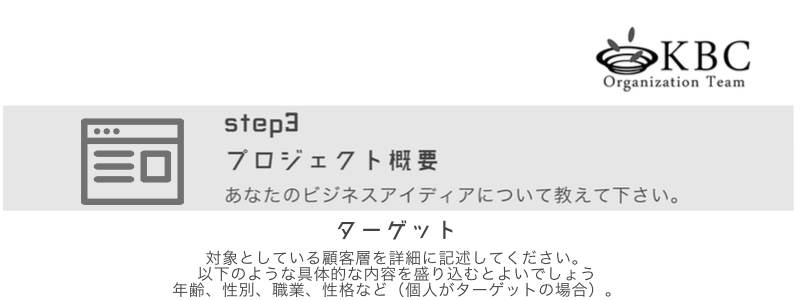 KBC
Organization Team
step3
プロジェクト概要
あなたのビジネスアイディアについて教えて下さい。
ターゲット
対象としている顧客層を詳細に記述してください。
以下のような具体的な内容を盛り込むとよいでしょう
年齢、性別、職業、性格など（個人がターゲットの場合）。